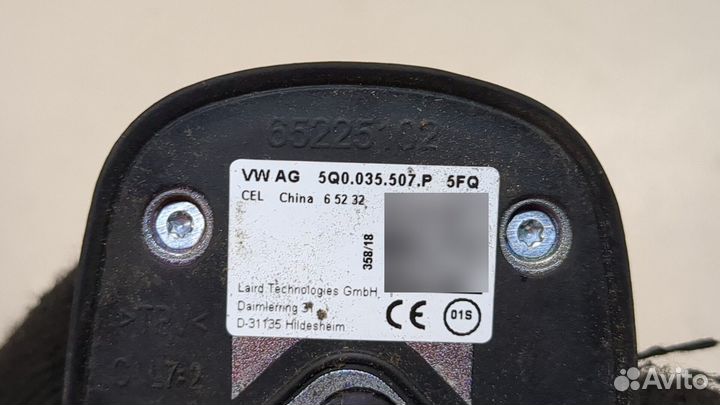 65225102
VW AG 5Q0.035.507.P 5FQ
CEL China 6 52 32
358/18
Laird Technologies GmbH,
Daimlerring 31
D-31135 Hildesheim
CE 01S
Avito